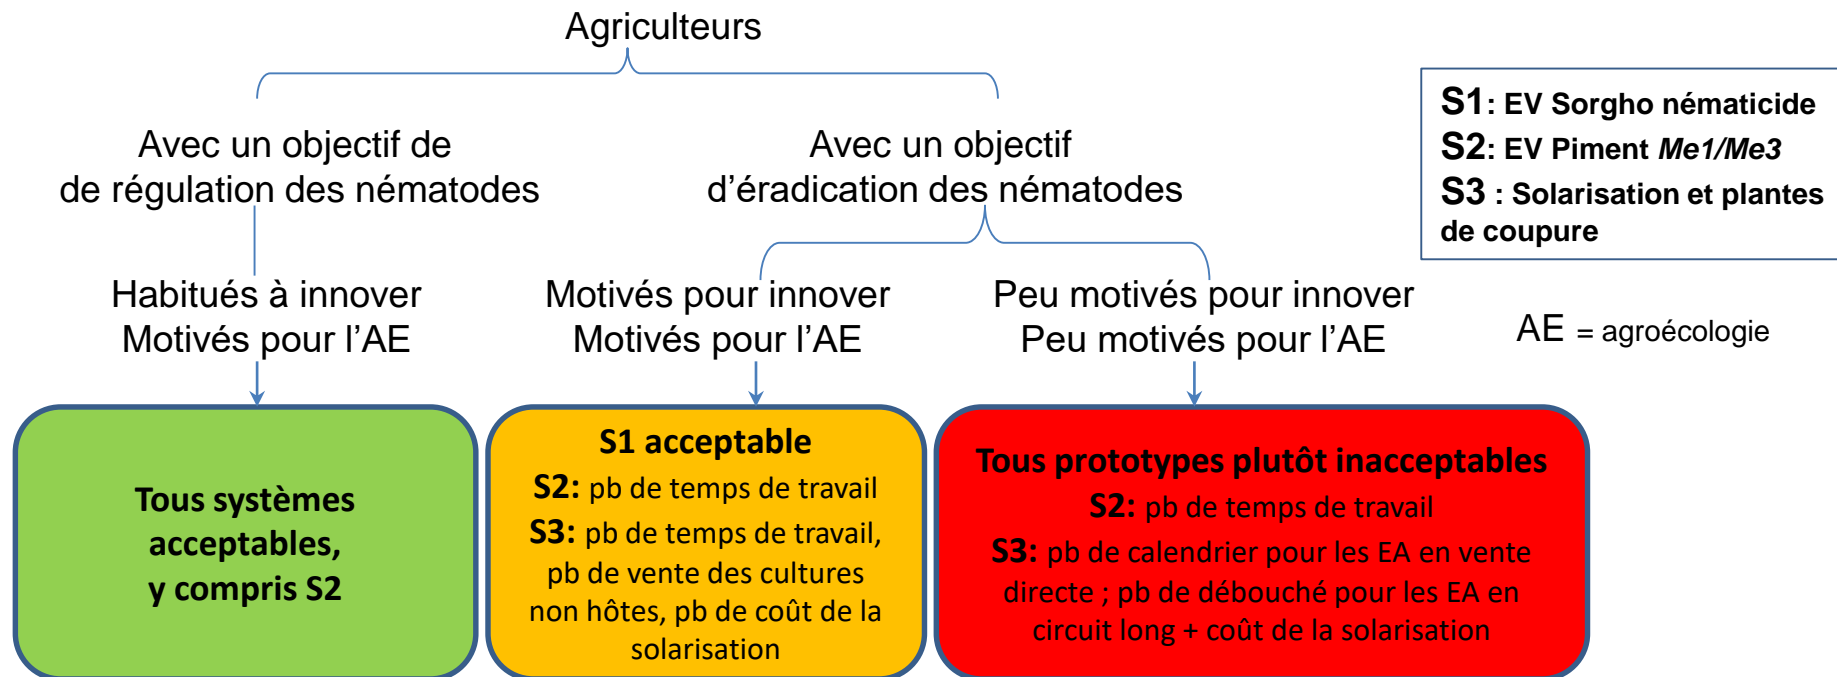 Agriculteurs
Avec un objectif de
de régulation des nématodes
Avec un objectif
d'éradication des nématodes
S1: EV Sorgho nématicide
S2: EV Piment Me1/Me3
S3 : Solarisation et plantes
de coupure
Habitués à innover
Motivés pour l'AE
Motivés pour innover
Motivés pour l'AE
Peu motivés pour innover
Peu motivés pour l'AE
AE = agroécologie
Tous systèmes
acceptables,
y compris S2
S1 acceptable
S2: pb de temps de travail
S3: pb de temps de travail,
pb de vente des cultures
non hôtes, pb de coût de la
solarisation
Tous prototypes plutôt inacceptables
S2: pb de temps de travail
S3: pb de calendrier pour les EA en vente
directe ; pb de débouché pour les EA en
circuit long + coût de la solarisation